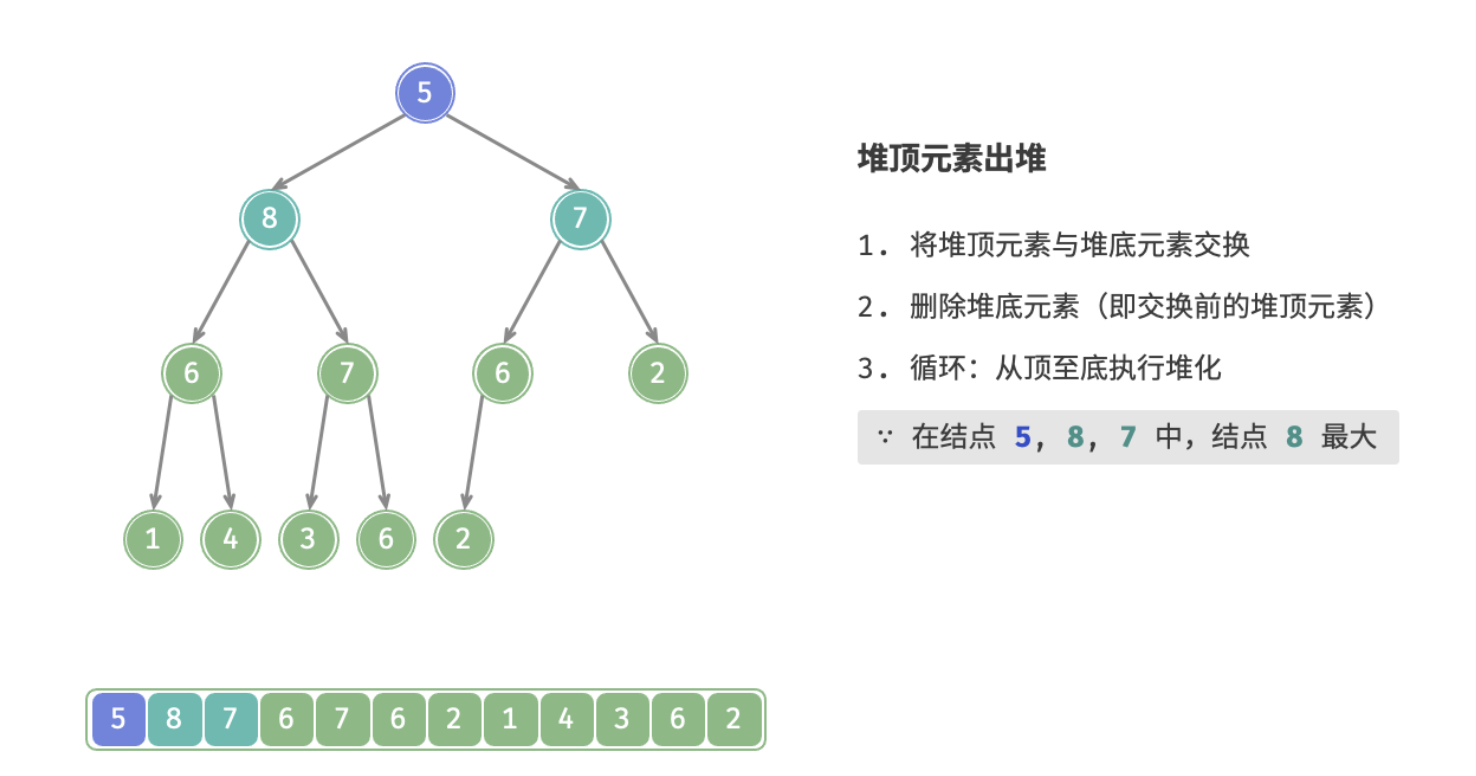 5
堆顶元素出堆
8 7
1. 将堆顶元素与堆底元素交换
2. 删除堆底元素（即交换前的堆顶元素）
6 7 6 2
3. 循环：从顶至底执行堆化
∵ 在结点 5, 8, 7 中，结点 8 最大
1 4 3 6 2
5 8 7 6 7 6 2 1 4 3 6 2